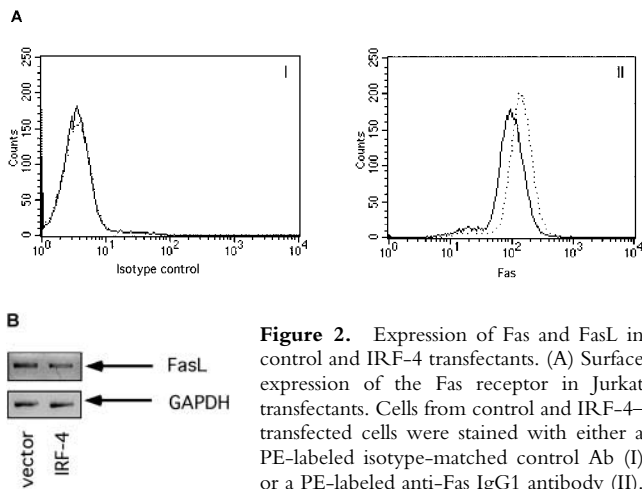 A
250
200
150
100
50
0
Counts
I
10^0 10^1 10^2 10^3 10^4
Isotype control
250
200
150
100
50
0
Counts
II
10^0 10^1 10^2 10^3 10^4
Fas
B
FasL
GAPDH
vector
IRF-4
Figure 2. Expression of Fas and FasL in
control and IRF-4 transfectants. (A) Surface
expression of the Fas receptor in Jurkat
transfectants. Cells from control and IRF-4–
transfected cells were stained with either a
PE-labeled isotype-matched control Ab (I)
or a PE-labeled anti-Fas IgG1 antibody (II).